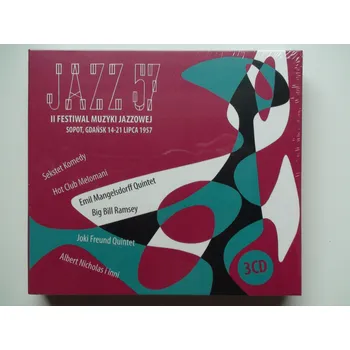 JAZZ 57
II FESTIWAL MUZYKI JAZZOWEJ
SOPOT, GDAŃSK 14-21 LIPCA 1957
Sekstet Komedy
Hot Club Melomani
Emil Mangelsdorff Quintet
Big Bill Ramsey
Joki Freund Quintet
Albert Nicholas i inni
3CD